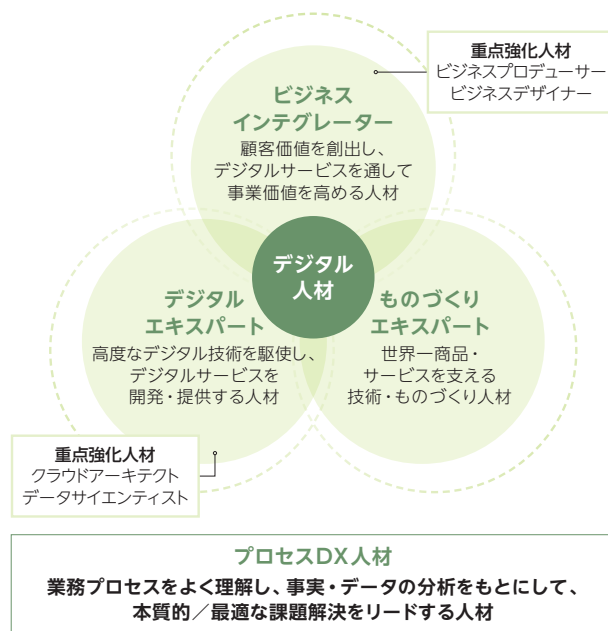 重点強化人材
ビジネスプロデューサー
ビジネスデザイナー
ビジネス
インテグレーター
顧客価値を創出し、
デジタルサービスを通して
事業価値を高める人材
デジタル
人材
デジタル
エキスパート
高度なデジタル技術を駆使し、
デジタルサービスを
開発・提供する人材
ものづくり
エキスパート
世界一商品・
サービスを支える
技術・ものづくり人材
重点強化人材
クラウドアーキテクト
データサイエンティスト
プロセスDX人材
業務プロセスをよく理解し、事実・データの分析をもとにして、
本質的／最適な課題解決をリードする人材